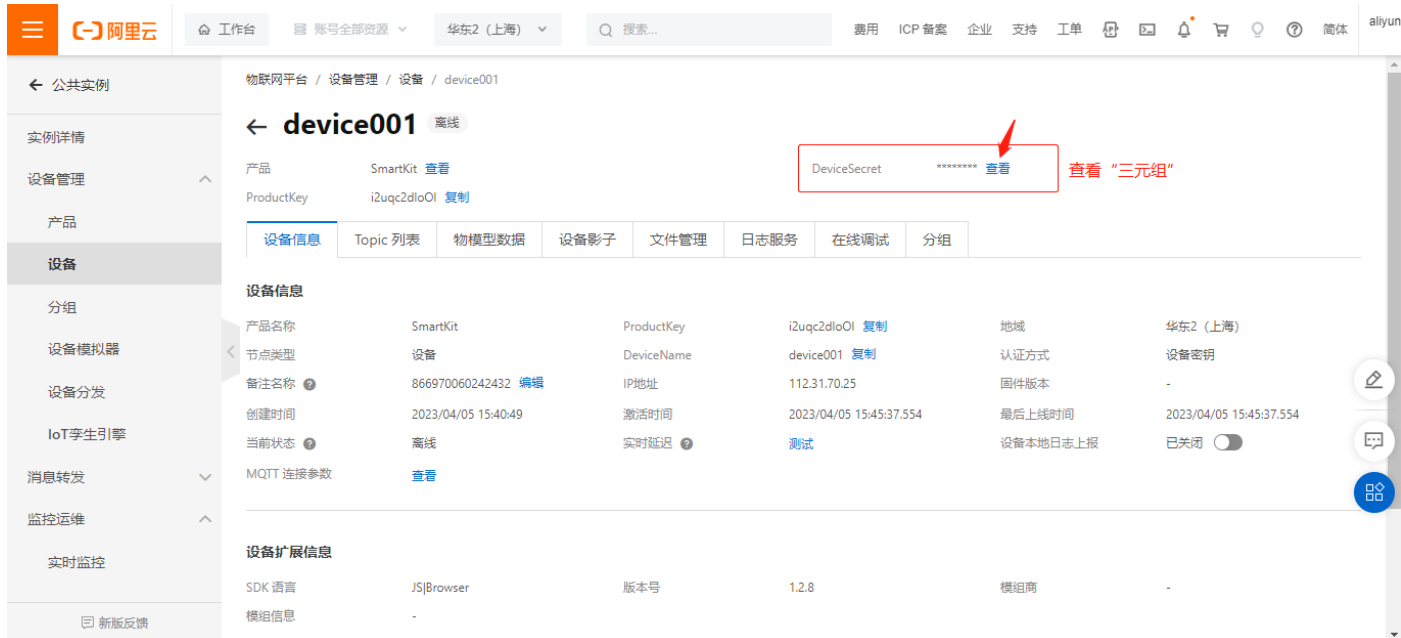 阿里云 工作台 账号全部资源 华东2（上海） 搜索... 费用 ICP 备案 企业 支持 工单 简体 aliyun
公共实例
物联网平台 / 设备管理 / 设备 / device001
device001 离线
实例详情
产品 SmartKit 查看
DeviceSecret ******** 查看
查看“三元组”
设备管理
ProductKey i2uqc2dloOl 复制
产品
设备信息 Topic 列表 物模型数据 设备影子 文件管理 日志服务 在线调试 分组
设备
设备信息
分组
产品名称 SmartKit ProductKey i2uqc2dloOl 复制 地域 华东2（上海）
设备模拟器
节点类型 设备 DeviceName device001 复制 认证方式 设备密钥
设备分发
备注名称 866970060242432 编辑 IP地址 112.31.70.25 固件版本 -
创建时间 2023/04/05 15:40:49 激活时间 2023/04/05 15:45:37.554 最后上线时间 2023/04/05 15:45:37.554
IoT孪生引擎
当前状态 离线 实时延迟 测试 设备本地日志上报 已关闭
消息转发
MQTT 连接参数 查看
监控运维
设备扩展信息
实时监控
SDK 语言 JS|Browser 版本号 1.2.8 模组商 -
模组信息 -
新版反馈